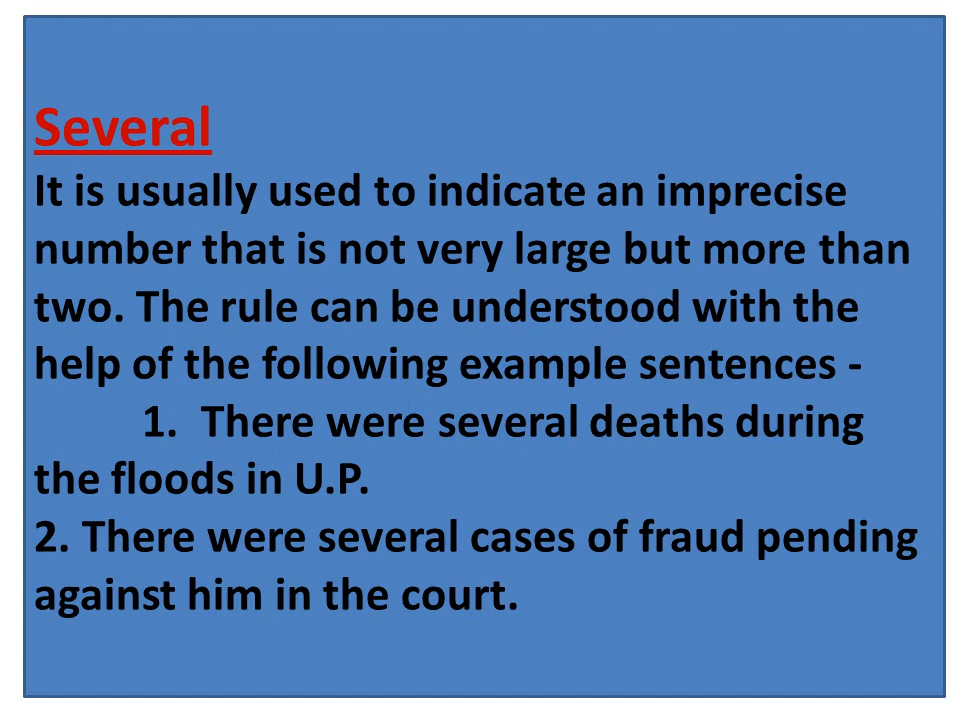 Several
It is usually used to indicate an imprecise
number that is not very large but more than
two. The rule can be understood with the
help of the following example sentences -
1. There were several deaths during
the floods in U.P.
2. There were several cases of fraud pending
against him in the court.